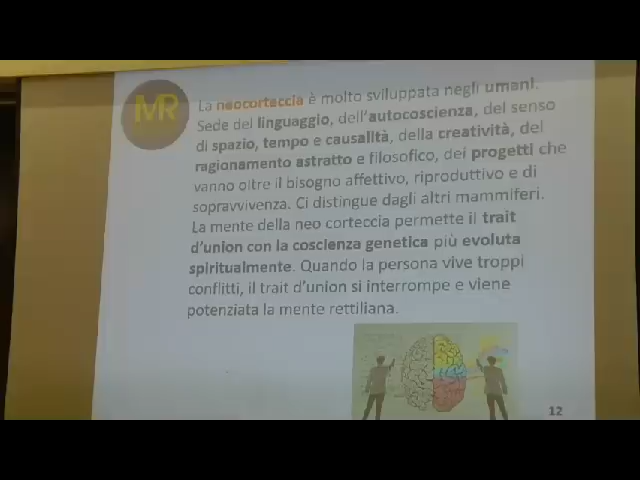 MR
La neocorteccia è molto sviluppata negli umani.
Sede del linguaggio, dell'autocoscienza, del senso
di spazio, tempo e causalità, della creatività, del
ragionamento astratto e filosofico, dei progetti che
vanno oltre il bisogno affettivo, riproduttivo e di
sopravvivenza. Ci distingue dagli altri mammiferi.
La mente della neo corteccia permette il trait
d'union con la coscienza genetica più evoluta
spiritualmente. Quando la persona vive troppi
conflitti, il trait d'union si interrompe e viene
potenziata la mente rettiliana.
12